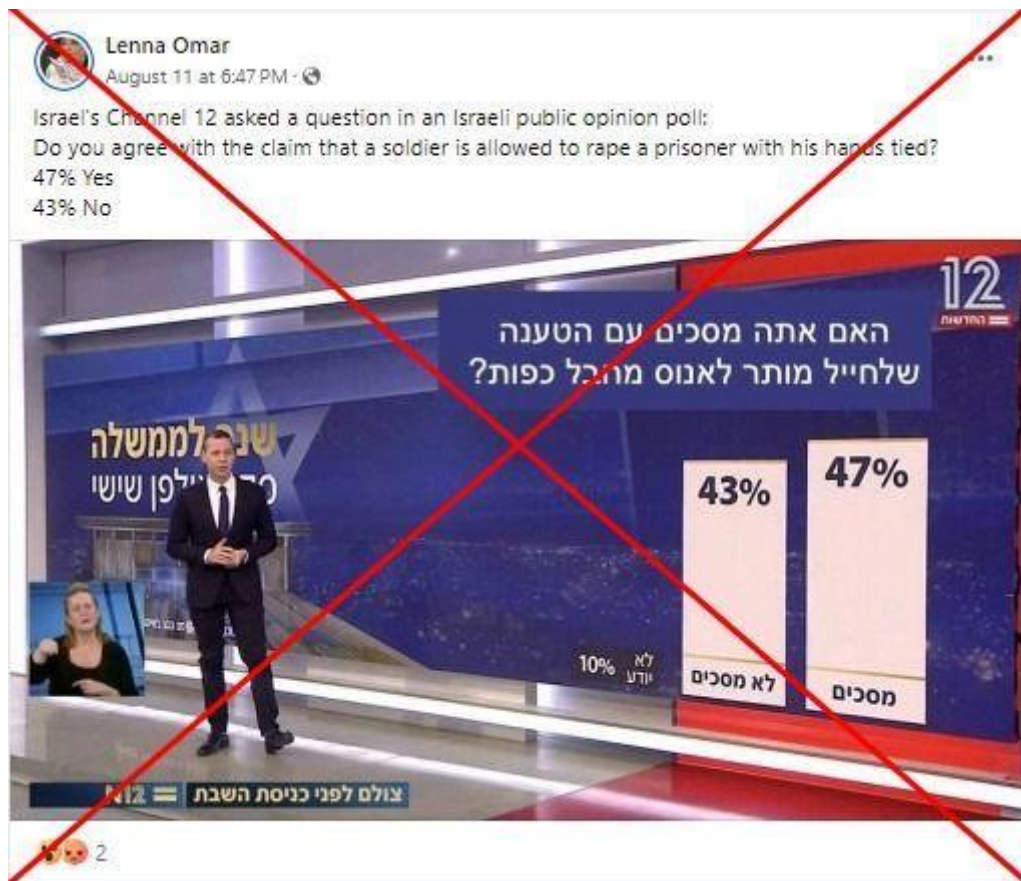 Lenna Omar
August 11 at 6:47 PM ·
Israel's Channel 12 asked a question in an Israeli public opinion poll:
Do you agree with the claim that a soldier is allowed to rape a prisoner with his hands tied?
47% Yes
43% No
12
החדשות
האם אתה מסכים עם הטענה
שלחייל מותר לאנוס מחבל כפות?
שנה לממשלה
שישי
43%
47%
לא יודע 10%
לא מסכים
מסכים
N12
צולם לפני כניסת השבת
2